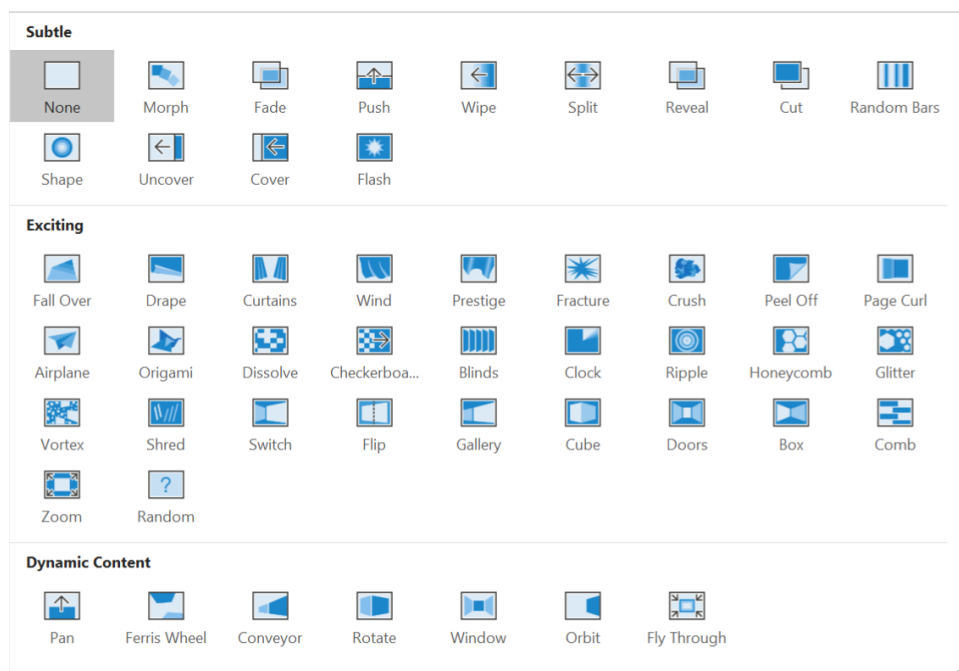 Subtle
None Morph Fade Push Wipe Split Reveal Cut Random Bars
Shape Uncover Cover Flash
Exciting
Fall Over Drape Curtains Wind Prestige Fracture Crush Peel Off Page Curl
Airplane Origami Dissolve Checkerboa... Blinds Clock Ripple Honeycomb Glitter
Vortex Shred Switch Flip Gallery Cube Doors Box Comb
?
Zoom Random
Dynamic Content
Pan Ferris Wheel Conveyor Rotate Window Orbit Fly Through